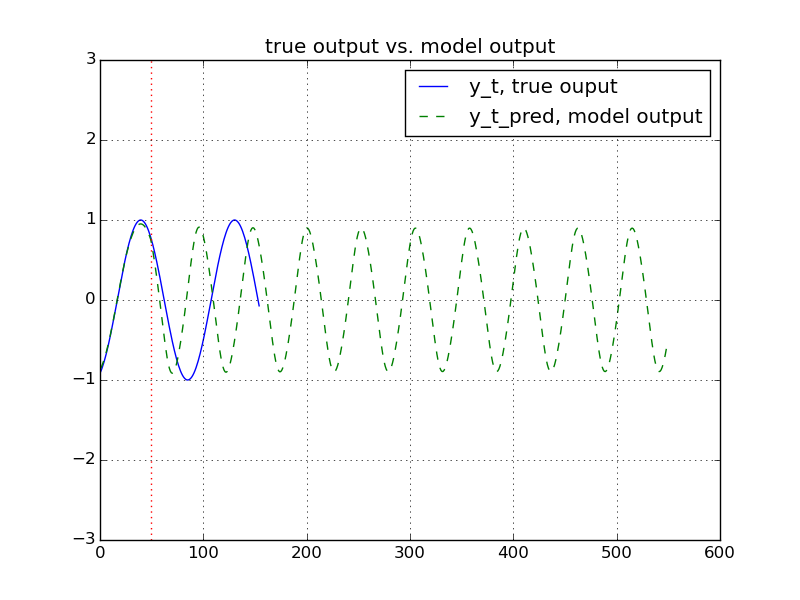 true output vs. model output
y_t, true ouput
y_t_pred, model output
3
2
1
0
−1
−2
−3
0 100 200 300 400 500 600